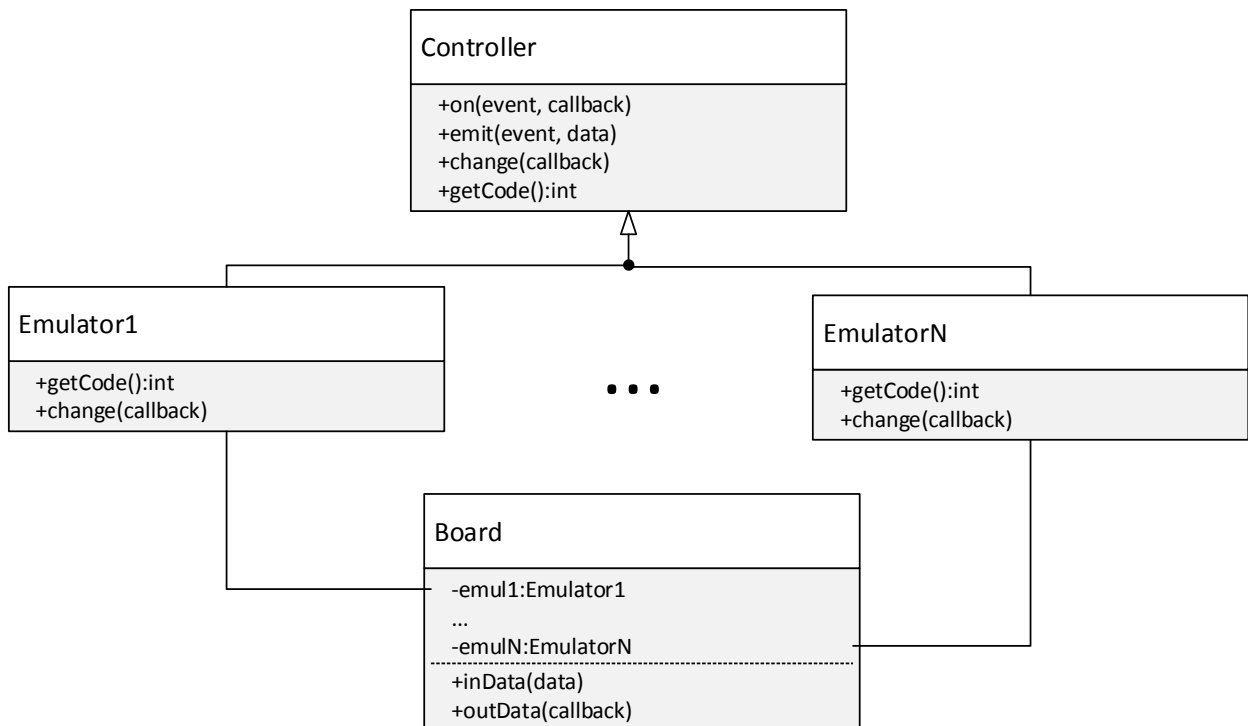 Controller
+on(event, callback)
+emit(event, data)
+change(callback)
+getCode():int
Emulator1
+getCode():int
+change(callback)
...
EmulatorN
+getCode():int
+change(callback)
Board
-emul1:Emulator1
...
-emulN:EmulatorN
+inData(data)
+outData(callback)